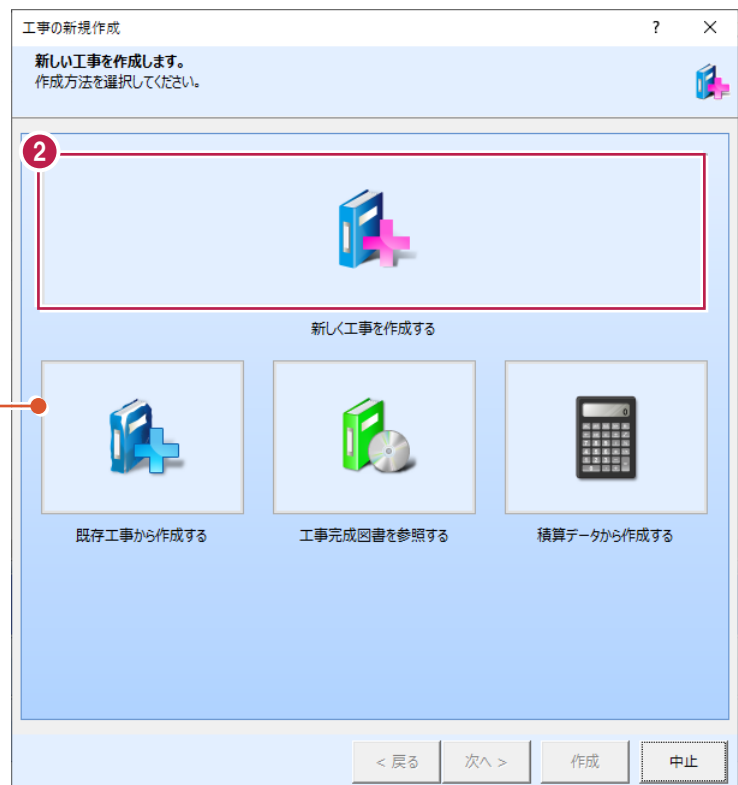 工事の新規作成
? ×
新しい工事を作成します。
作成方法を選択してください。
2
新しく工事を作成する
0
既存工事から作成する
工事完成図書を参照する
積算データから作成する
< 戻る 次へ > 作成 中止